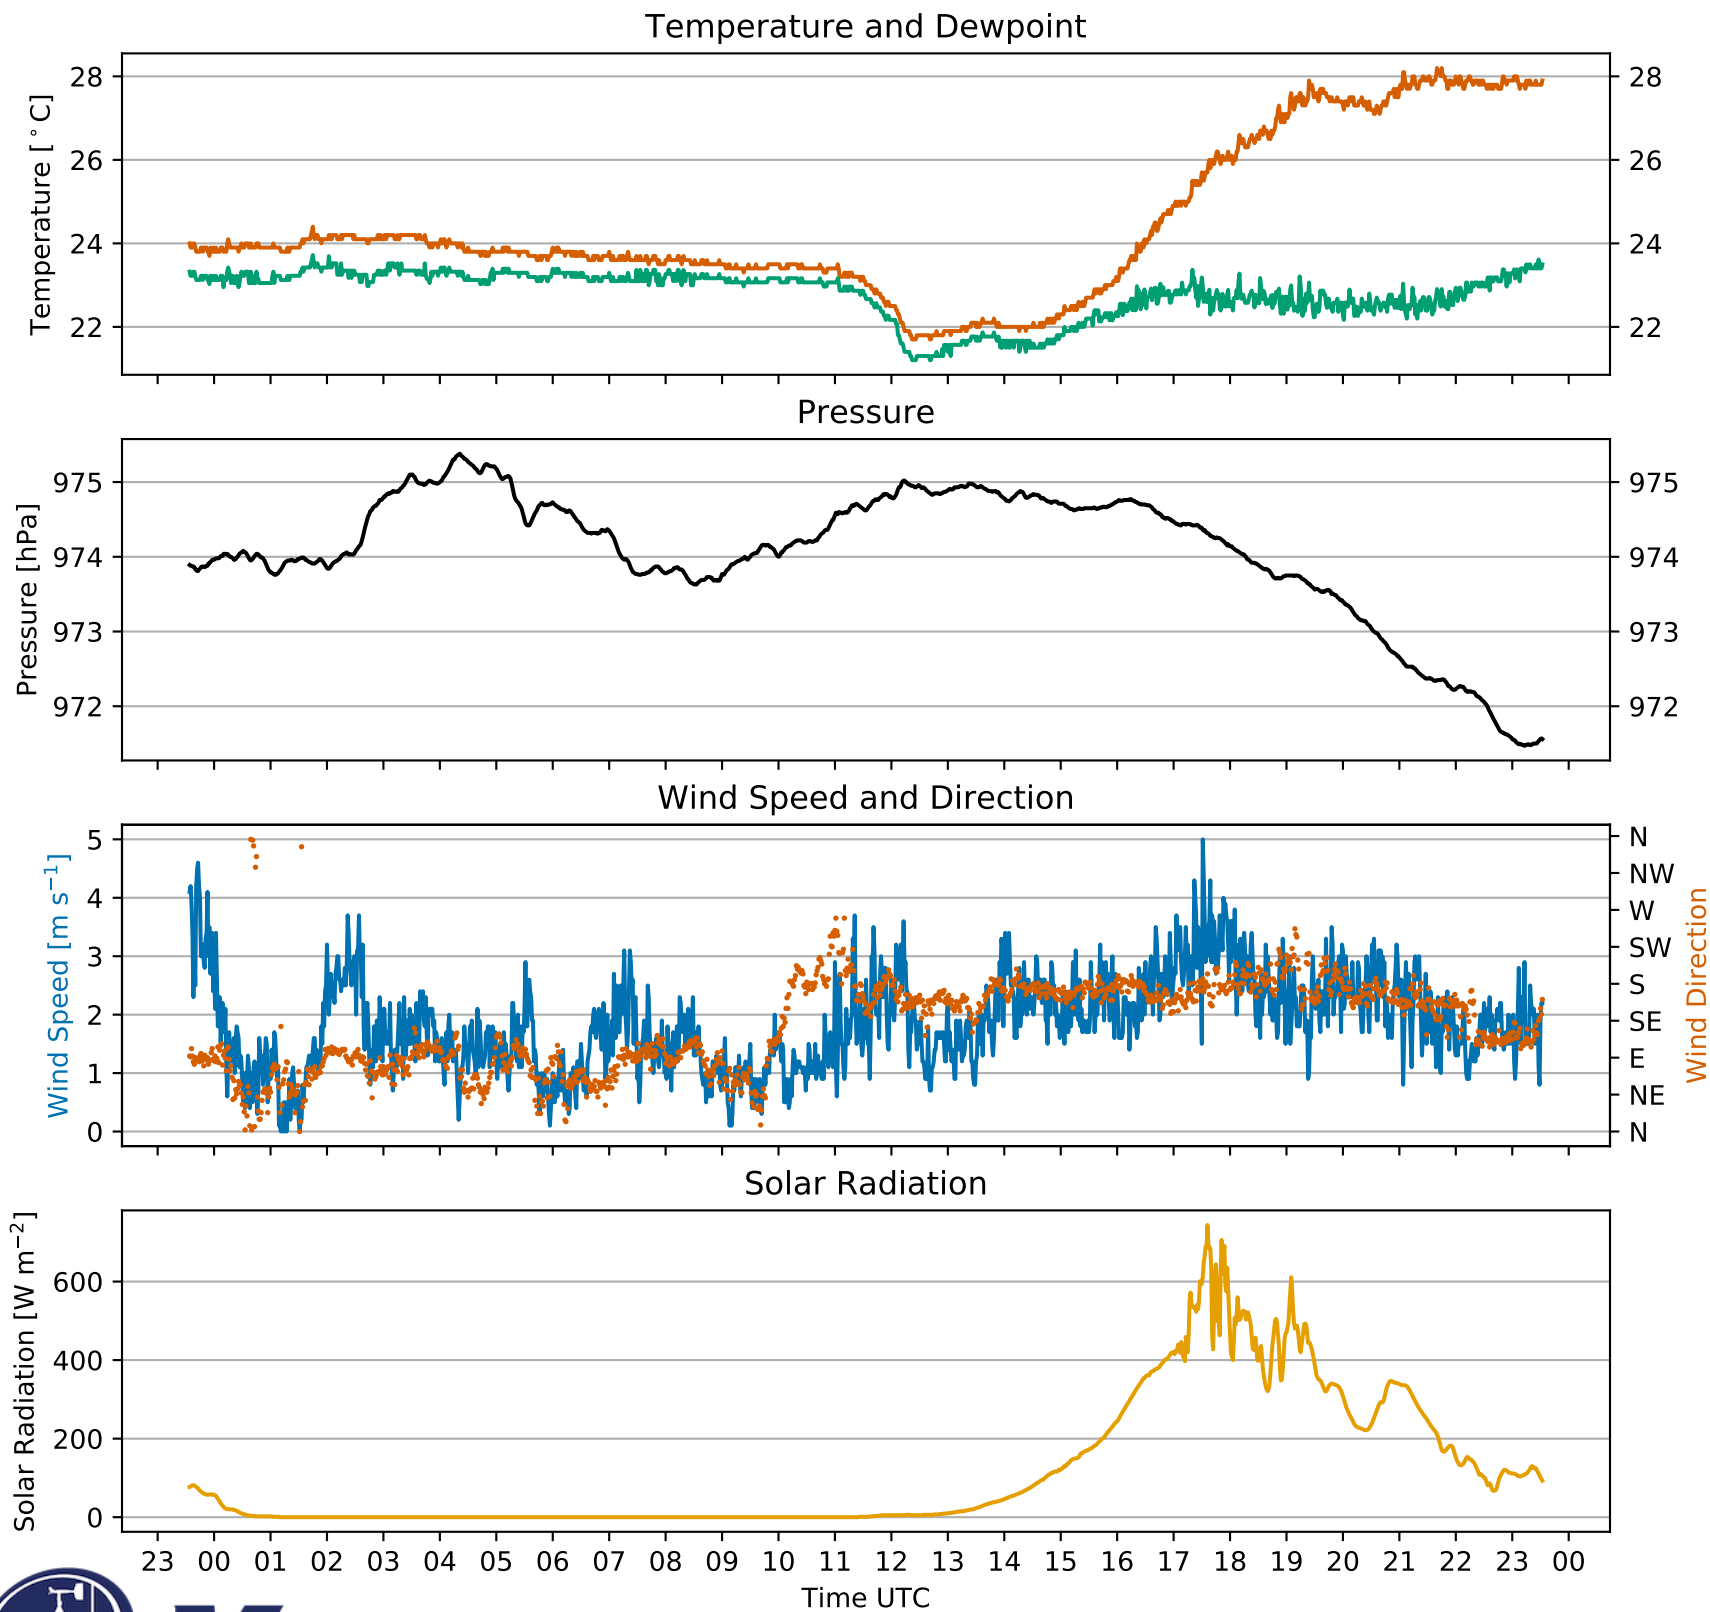 Temperature and Dewpoint
Temperature [°C]
28
26
24
22
28
26
24
22
Pressure
Pressure [hPa]
975
974
973
972
975
974
973
972
Wind Speed and Direction
Wind Speed [m s⁻¹]
5
4
3
2
1
0
N
NW
W
SW
S
SE
E
NE
N
Wind Direction
Solar Radiation
Solar Radiation [W m⁻²]
600
400
200
0
23 00 01 02 03 04 05 06 07 08 09 10 11 12 13 14 15 16 17 18 19 20 21 22 23 00
Time UTC